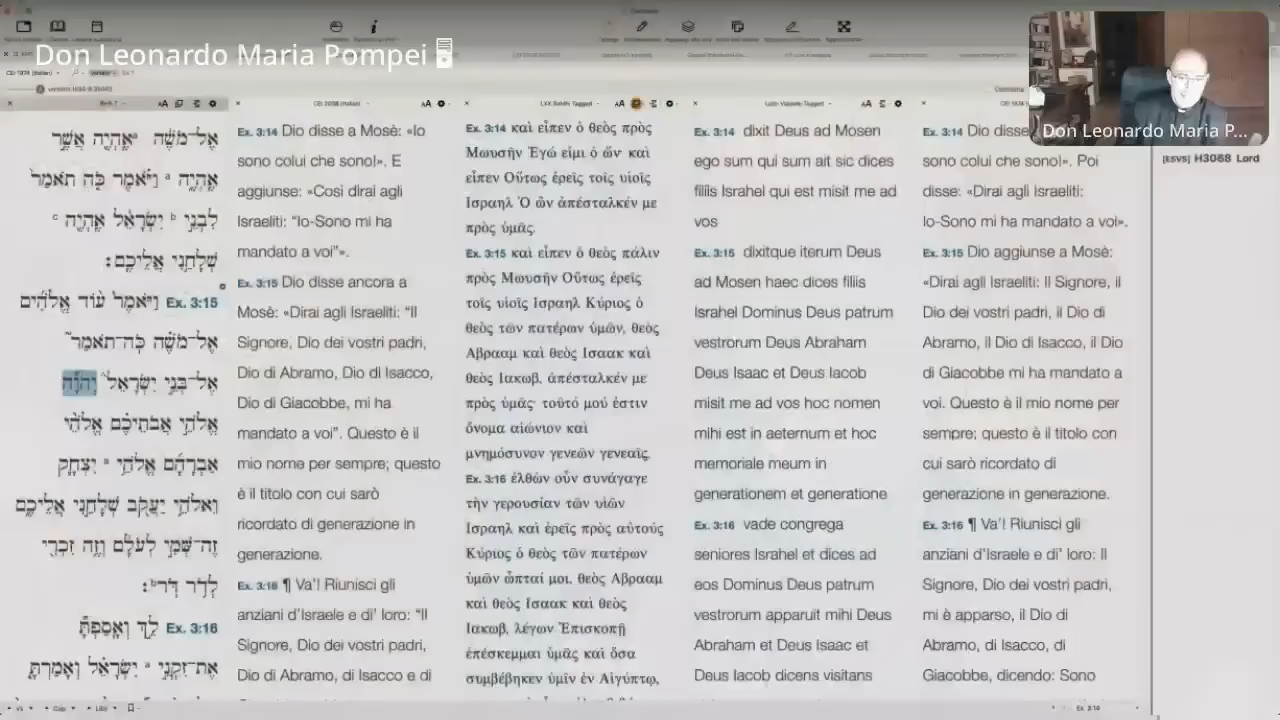 Don Leonardo Maria Pompei
Don Leonardo Maria P...
[ESVS] H3068 Lord
אֶל־מֹשֶׁה אֶהְיֶה אֲשֶׁר
אֶהְיֶה וַיֹּאמֶר כֹּה תֹאמַר
לִבְנֵי יִשְׂרָאֵל אֶהְיֶה
שְׁלָחַנִי אֲלֵיכֶם׃
Ex. 3:15 וַיֹּאמֶר עוֹד אֱלֹהִים
אֶל־מֹשֶׁה כֹּה־תֹאמַר
אֶל־בְּנֵי יִשְׂרָאֵל יְהוָה
אֱלֹהֵי אֲבֹתֵיכֶם אֱלֹהֵי
אַבְרָהָם אֱלֹהֵי יִצְחָק
וֵאלֹהֵי יַעֲקֹב שְׁלָחַנִי אֲלֵיכֶם
זֶה־שְּׁמִי לְעֹלָם וְזֶה זִכְרִי
לְדֹר דֹּר׃
Ex. 3:16 לֵךְ וְאָסַפְתָּ
אֶת־זִקְנֵי יִשְׂרָאֵל וְאָמַרְתָּ
Ex. 3:14 Dio disse a Mosè: «Io
sono colui che sono!». E
aggiunse: «Così dirai agli
Israeliti: “Io-Sono mi ha
mandato a voi”».
Ex. 3:15 Dio disse ancora a
Mosè: «Dirai agli Israeliti: “Il
Signore, Dio dei vostri padri,
Dio di Abramo, Dio di Isacco,
Dio di Giacobbe, mi ha
mandato a voi”. Questo è il
mio nome per sempre; questo
è il titolo con cui sarò
ricordato di generazione in
generazione.
Ex. 3:16 ¶ Va'! Riunisci gli
anziani d'Israele e di' loro: “Il
Signore, Dio dei vostri padri,
Dio di Abramo, di Isacco e di
Ex. 3:14 καὶ εἶπεν ὁ θεὸς πρὸς
Μωυσῆν Ἐγώ εἰμι ὁ ὤν· καὶ
εἶπεν Οὕτως ἐρεῖς τοῖς υἱοῖς
Ισραηλ Ὁ ὢν ἀπέσταλκέν με
πρὸς ὑμᾶς.
Ex. 3:15 καὶ εἶπεν ὁ θεὸς πάλιν
πρὸς Μωυσῆν Οὕτως ἐρεῖς
τοῖς υἱοῖς Ισραηλ Κύριος ὁ
θεὸς τῶν πατέρων ὑμῶν, θεὸς
Αβρααμ καὶ θεὸς Ισαακ καὶ
θεὸς Ιακωβ, ἀπέσταλκέν με
πρὸς ὑμᾶς· τοῦτό μού ἐστιν
ὄνομα αἰώνιον καὶ
μνημόσυνον γενεῶν γενεαῖς.
Ex. 3:16 ἐλθὼν οὖν συνάγαγε
τὴν γερουσίαν τῶν υἱῶν
Ισραηλ καὶ ἐρεῖς πρὸς αὐτούς
Κύριος ὁ θεὸς τῶν πατέρων
ὑμῶν ὦπταί μοι, θεὸς Αβρααμ
καὶ θεὸς Ισαακ καὶ θεὸς
Ιακωβ, λέγων Ἐπισκοπῇ
ἐπέσκεμμαι ὑμᾶς καὶ ὅσα
συμβέβηκεν ὑμῖν ἐν Αἰγύπτῳ,
Ex. 3:14 dixit Deus ad Mosen
ego sum qui sum ait sic dices
filiis Israhel qui est misit me ad
vos
Ex. 3:15 dixitque iterum Deus
ad Mosen haec dices filiis
Israhel Dominus Deus patrum
vestrorum Deus Abraham
Deus Isaac et Deus Iacob
misit me ad vos hoc nomen
mihi est in aeternum et hoc
memoriale meum in
generationem et generatione
Ex. 3:16 vade congrega
seniores Israhel et dices ad
eos Dominus Deus patrum
vestrorum apparuit mihi Deus
Abraham et Deus Isaac et
Deus Iacob dicens visitans
Ex. 3:14 Dio disse
sono colui che sono!». Poi
disse: «Dirai agli Israeliti:
Io-Sono mi ha mandato a voi».
Ex. 3:15 Dio aggiunse a Mosè:
«Dirai agli Israeliti: Il Signore, il
Dio dei vostri padri, il Dio di
Abramo, il Dio di Isacco, il Dio
di Giacobbe mi ha mandato a
voi. Questo è il mio nome per
sempre; questo è il titolo con
cui sarò ricordato di
generazione in generazione.
Ex. 3:16 ¶ Va'! Riunisci gli
anziani d'Israele e di' loro: Il
Signore, Dio dei vostri padri,
mi è apparso, il Dio di
Abramo, di Isacco, di
Giacobbe, dicendo: Sono